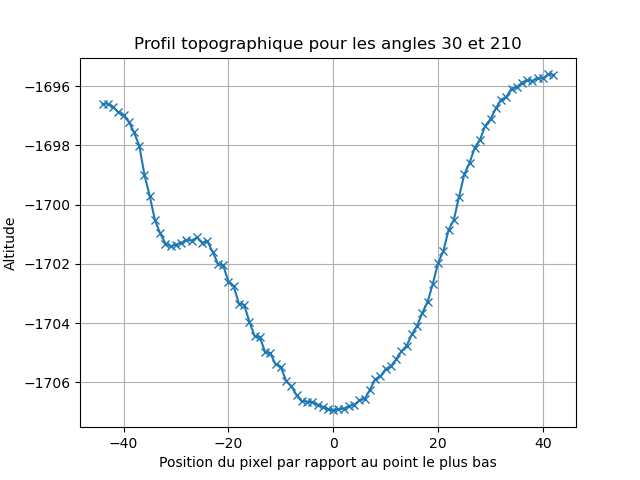 Profil topographique pour les angles 30 et 210
−1696
−1698
−1700
−1702
−1704
−1706
Altitude
−40 −20 0 20 40
Position du pixel par rapport au point le plus bas